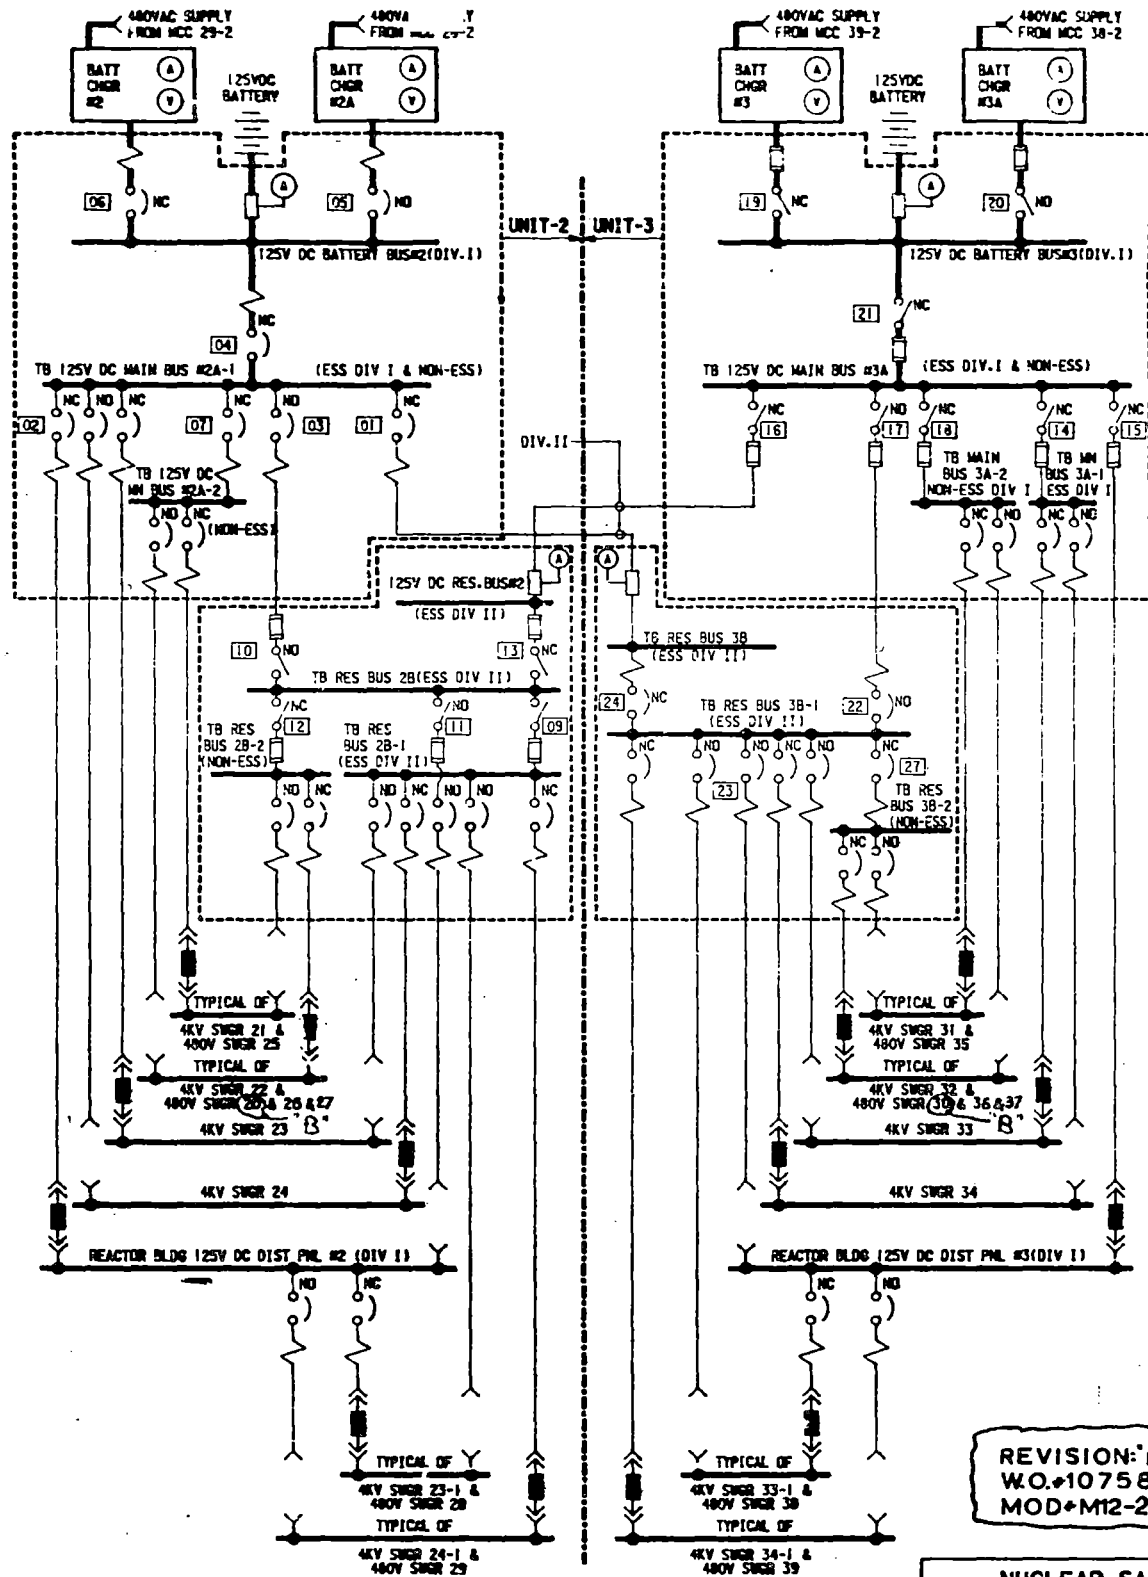 480VAC SUPPLY
FROM MCC 29-2
480VA
FROM
480VAC SUPPLY
FROM MCC 39-2
480VAC SUPPLY
FROM MCC 38-2
BATT
CHGR
#2
A
V
125VDC
BATTERY
BATT
CHGR
#2A
A
V
BATT
CHGR
#3
A
V
125VDC
BATTERY
BATT
CHGR
#3A
A
V
06
NC
A
05
NO
19
NC
A
20
NO
UNIT-2
UNIT-3
125V DC BATTERY BUS#2(DIV.I)
125V DC BATTERY BUS#3(DIV.I)
NC
04
NC
21
TB 125V DC MAIN BUS #2A-1
(ESS DIV I & NON-ESS)
TB 125V DC MAIN BUS #3A
(ESS DIV.I & NON-ESS)
02
NC
NC
NC
07
NC
NO
03
01
NC
NC
16
NO
17
NC
18
NC
14
NC
15
DIV.II
TB 125V DC
MN BUS #2A-2
(NON-ESS)
NO
NC
TB MAIN
BUS 3A-2
NON-ESS DIV I
TB MN
BUS 3A-1
ESS DIV I
NC
NO
NC
NO
125V DC RES.BUS#2
(ESS DIV II)
A
A
TB RES BUS 3B
(ESS DIV II)
10
NO
13
NC
TB RES BUS 2B(ESS DIV II)
24
NC
TB RES BUS 3B-1
(ESS DIV II)
22
NO
NC
12
NO
11
NC
09
TB RES
BUS 2B-2
(NON-ESS)
TB RES
BUS 2B-1
(ESS DIV II)
NO
NC
NO
NC
NO
NO
NC
NC
NO
NO
23
NC
NO
NC
27
TB RES
BUS 3B-2
(NON-ESS)
NC
NO
TYPICAL OF
4KV SWGR 21 &
480V SWGR 25
TYPICAL OF
4KV SWGR 22 &
480V SWGR 20 & 26 & 27
"B"
4KV SWGR 23
4KV SWGR 24
REACTOR BLDG 125V DC DIST PNL #2 (DIV I)
NO
NC
TYPICAL OF
4KV SWGR 23-1 &
480V SWGR 28
TYPICAL OF
4KV SWGR 24-1 &
480V SWGR 29
TYPICAL OF
4KV SWGR 31 &
480V SWGR 35
TYPICAL OF
4KV SWGR 32 &
480V SWGR 30 & 36 & 37
"B"
4KV SWGR 33
4KV SWGR 34
REACTOR BLDG 125V DC DIST PNL #3(DIV I)
NC
NO
TYPICAL OF
4KV SWGR 33-1 &
480V SWGR 38
TYPICAL OF
4KV SWGR 34-1 &
480V SWGR 39
REVISION:
W.O.#10758
MOD#M12-2